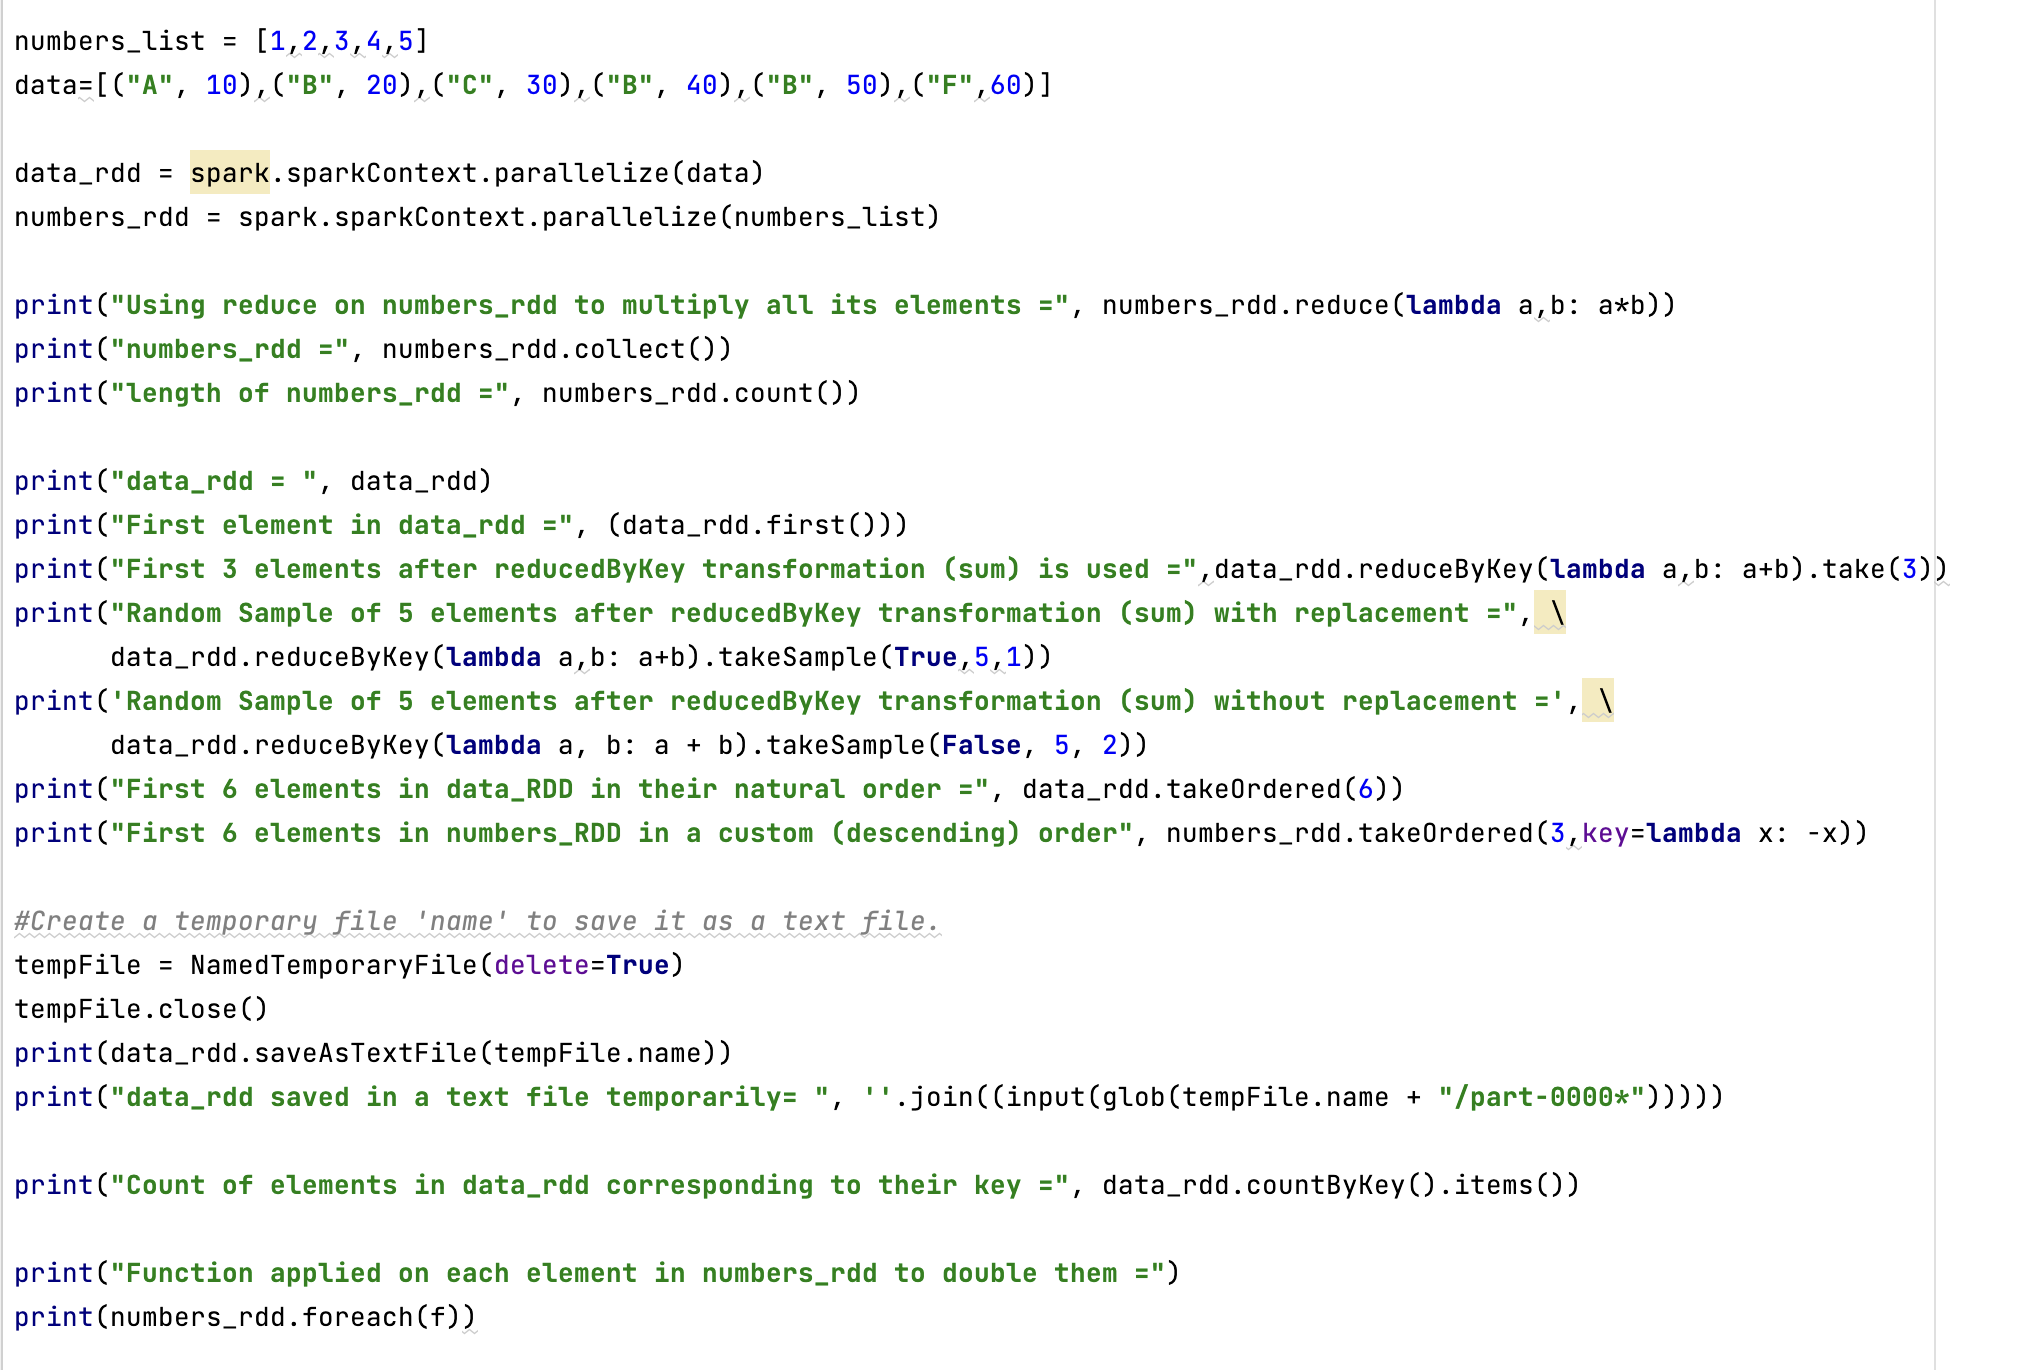 numbers_list = [1,2,3,4,5]
data=[("A", 10),("B", 20),("C", 30),("B", 40),("B", 50),("F",60)]
data_rdd = spark.sparkContext.parallelize(data)
numbers_rdd = spark.sparkContext.parallelize(numbers_list)
print("Using reduce on numbers_rdd to multiply all its elements =", numbers_rdd.reduce(lambda a,b: a*b))
print("numbers_rdd =", numbers_rdd.collect())
print("length of numbers_rdd =", numbers_rdd.count())
print("data_rdd = ", data_rdd)
print("First element in data_rdd =", (data_rdd.first()))
print("First 3 elements after reducedByKey transformation (sum) is used =",data_rdd.reduceByKey(lambda a,b: a+b).take(3))
print("Random Sample of 5 elements after reducedByKey transformation (sum) with replacement =", \
      data_rdd.reduceByKey(lambda a,b: a+b).takeSample(True,5,1))
print('Random Sample of 5 elements after reducedByKey transformation (sum) without replacement =', \
      data_rdd.reduceByKey(lambda a, b: a + b).takeSample(False, 5, 2))
print("First 6 elements in data_RDD in their natural order =", data_rdd.takeOrdered(6))
print("First 6 elements in numbers_RDD in a custom (descending) order", numbers_rdd.takeOrdered(3,key=lambda x: -x))
#Create a temporary file 'name' to save it as a text file.
tempFile = NamedTemporaryFile(delete=True)
tempFile.close()
print(data_rdd.saveAsTextFile(tempFile.name))
print("data_rdd saved in a text file temporarily= ", ''.join((input(glob(tempFile.name + "/part-0000*")))))
print("Count of elements in data_rdd corresponding to their key =", data_rdd.countByKey().items())
print("Function applied on each element in numbers_rdd to double them =")
print(numbers_rdd.foreach(f))